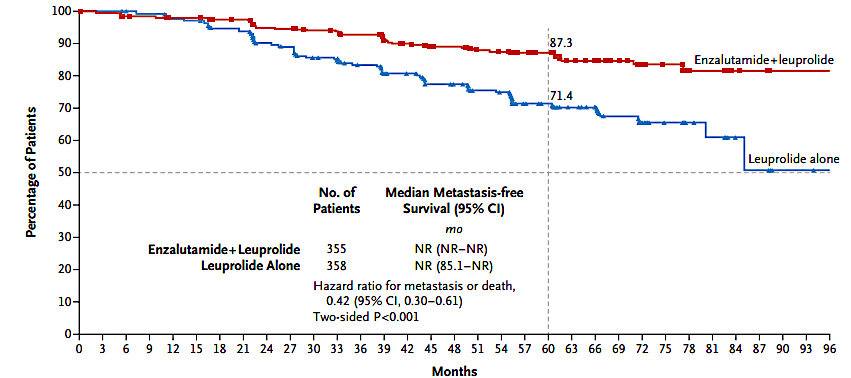 Percentage of Patients
100
90
80
70
60
50
40
30
20
10
0
87.3
Enzalutamide+leuprolide
71.4
Leuprolide alone
No. of Patients
Median Metastasis-free Survival (95% CI)
mo
Enzalutamide+Leuprolide 355 NR (NR–NR)
Leuprolide Alone 358 NR (85.1–NR)
Hazard ratio for metastasis or death,
0.42 (95% CI, 0.30–0.61)
Two-sided P<0.001
0 3 6 9 12 15 18 21 24 27 30 33 36 39 42 45 48 51 54 57 60 63 66 69 72 75 78 81 84 87 90 93 96
Months